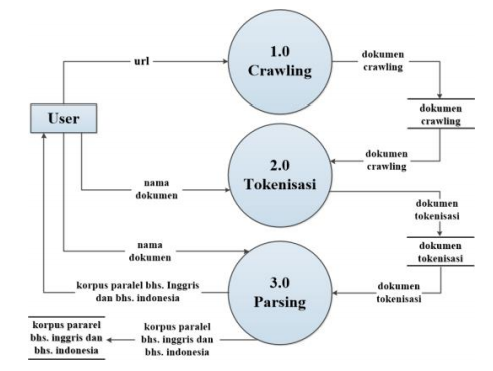 1.0
Crawling
url
dokumen
crawling
User
dokumen
crawling
2.0
Tokenisasi
dokumen
crawling
nama
dokumen
dokumen
tokenisasi
nama
dokumen
dokumen
tokenisasi
3.0
Parsing
korpus paralel bhs. Inggris
dan bhs. indonesia
dokumen
tokenisasi
korpus pararel
bhs. inggris dan
bhs. indonesia
korpus paralel
bhs. inggris dan
bhs. indonesia